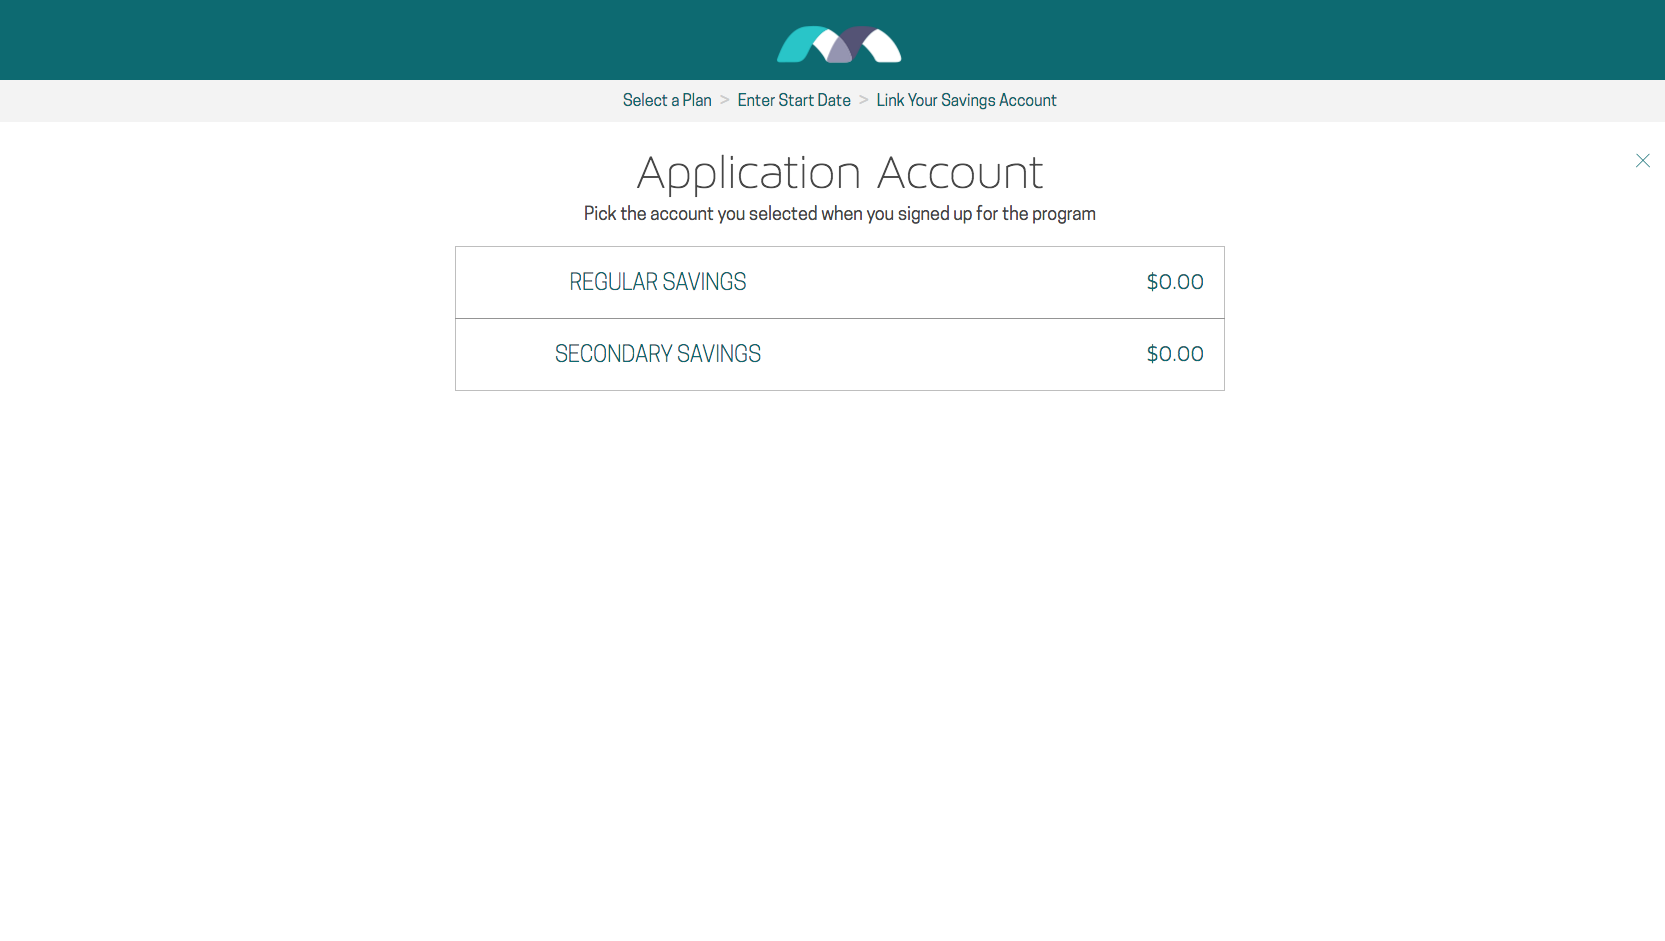 Select a Plan > Enter Start Date > Link Your Savings Account
Application Account
Pick the account you selected when you signed up for the program
REGULAR SAVINGS $0.00
SECONDARY SAVINGS $0.00